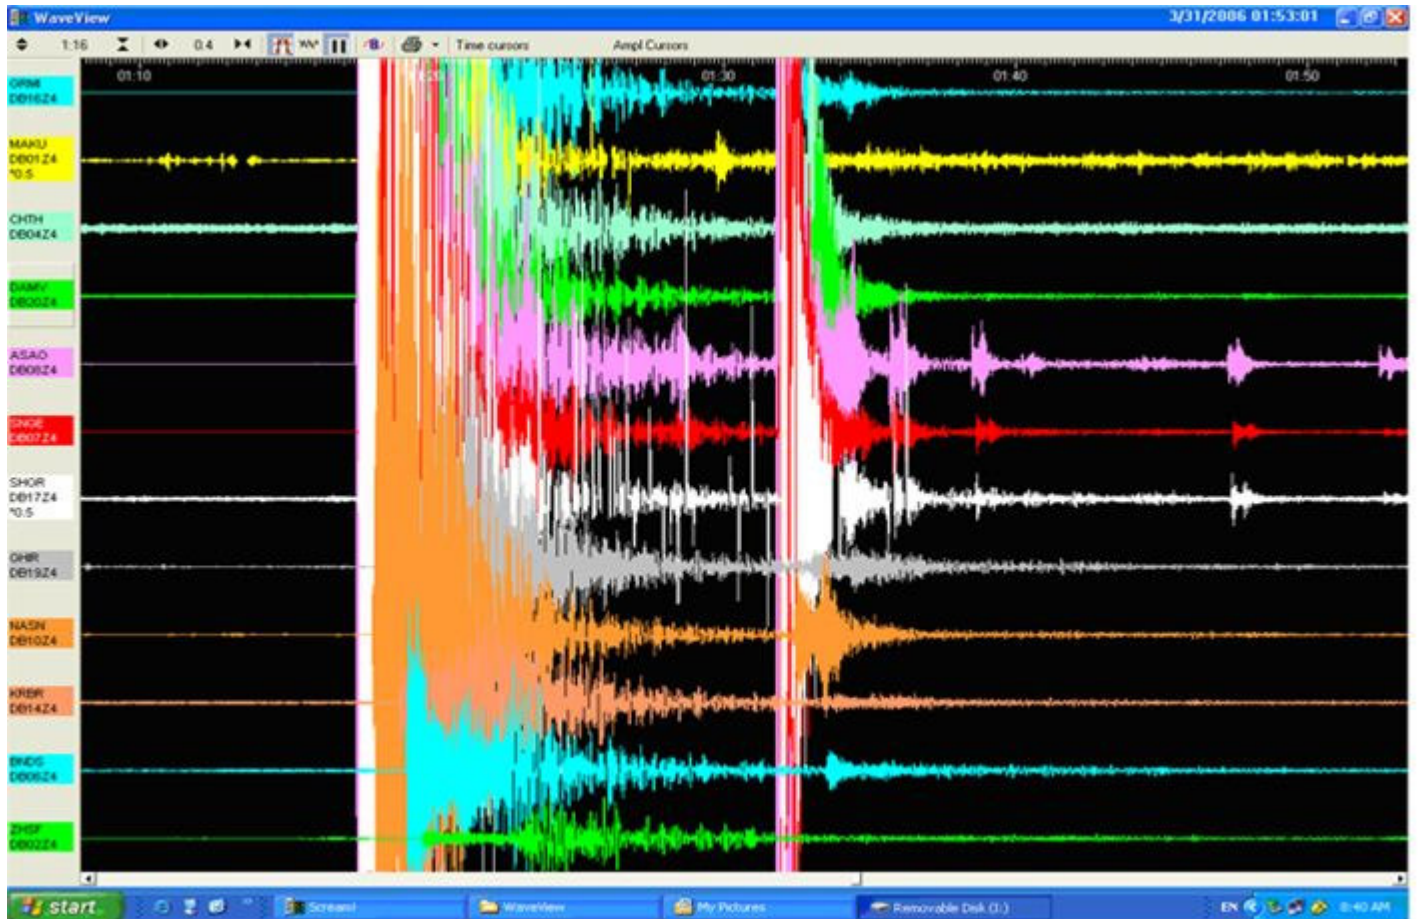 WaveView 3/31/2006 01:53:01
1:16 0.4 Time cursors Ampl Cursors
01:10 01:30 01:40 01:50
DB16Z4
MAKU
DB01Z4
*0.5
CHTH
DB04Z4
DAMV
DB20Z4
ASAO
DB08Z4
SNGE
DB07Z4
SHGR
DB17Z4
*0.5
GHIR
DB19Z4
NASN
DB10Z4
KRBR
DB14Z4
BNDS
DB06Z4
ZHSF
DB02Z4
start Scream! WaveView My Pictures Removable Disk (I:) EN 8:40 AM